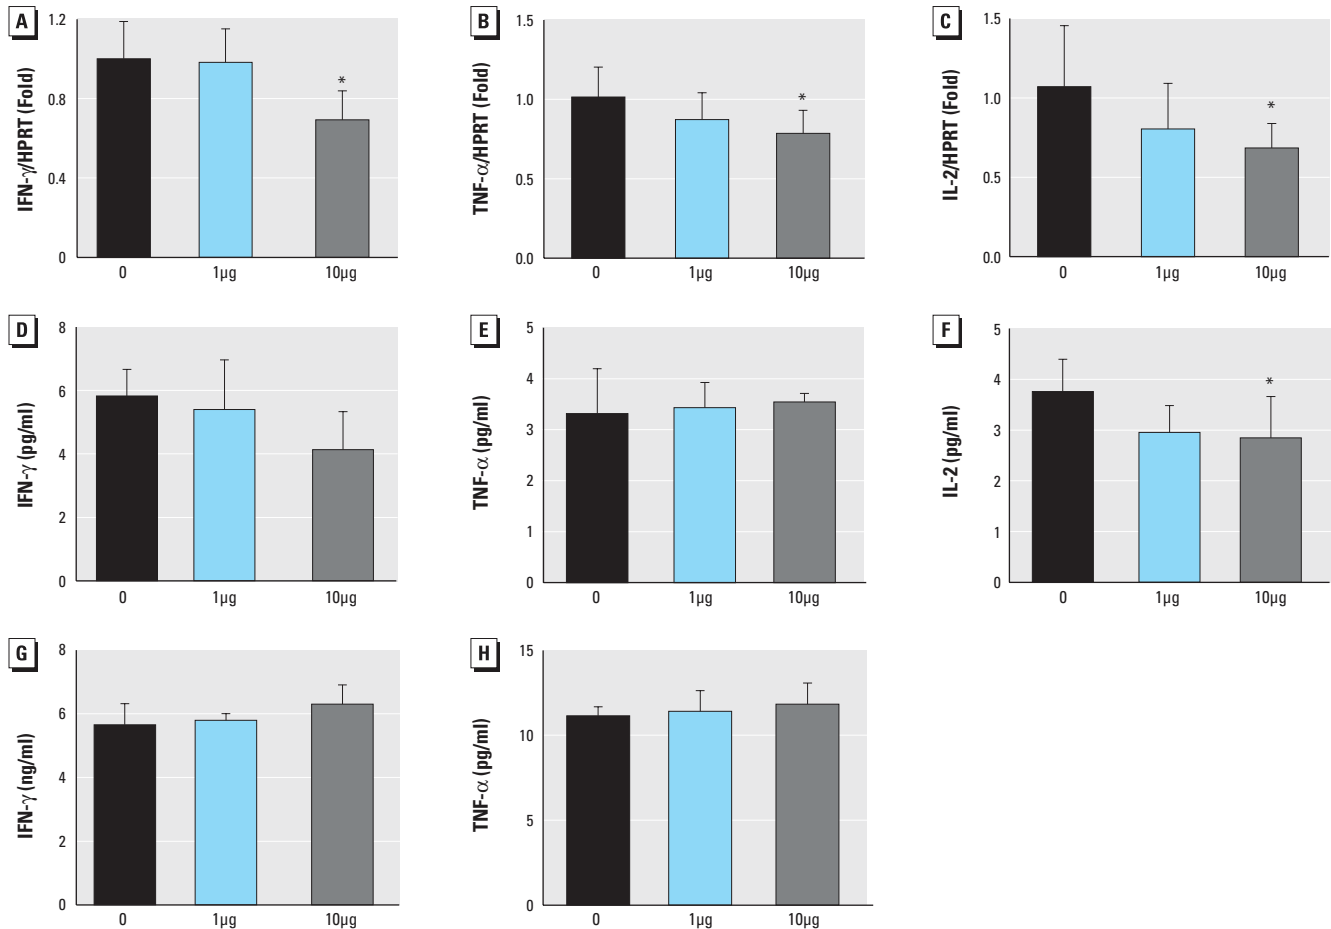 A
IFN-γ/HPRT (Fold)
1.2
0.8
0.4
0
*
0 1μg 10μg
B
TNF-α/HPRT (Fold)
1.5
1.0
0.5
0.0
*
0 1μg 10μg
C
IL-2/HPRT (Fold)
1.5
1.0
0.5
0.0
*
0 1μg 10μg
D
IFN-γ (pg/ml)
8
6
4
2
0
0 1μg 10μg
E
TNF-α (pg/ml)
5
4
3
2
1
0
0 1μg 10μg
F
IL-2 (pg/ml)
5
4
3
2
1
0
*
0 1μg 10μg
G
IFN-γ (ng/ml)
8
6
4
2
0
0 1μg 10μg
H
TNF-α (pg/ml)
15
10
5
0
0 1μg 10μg